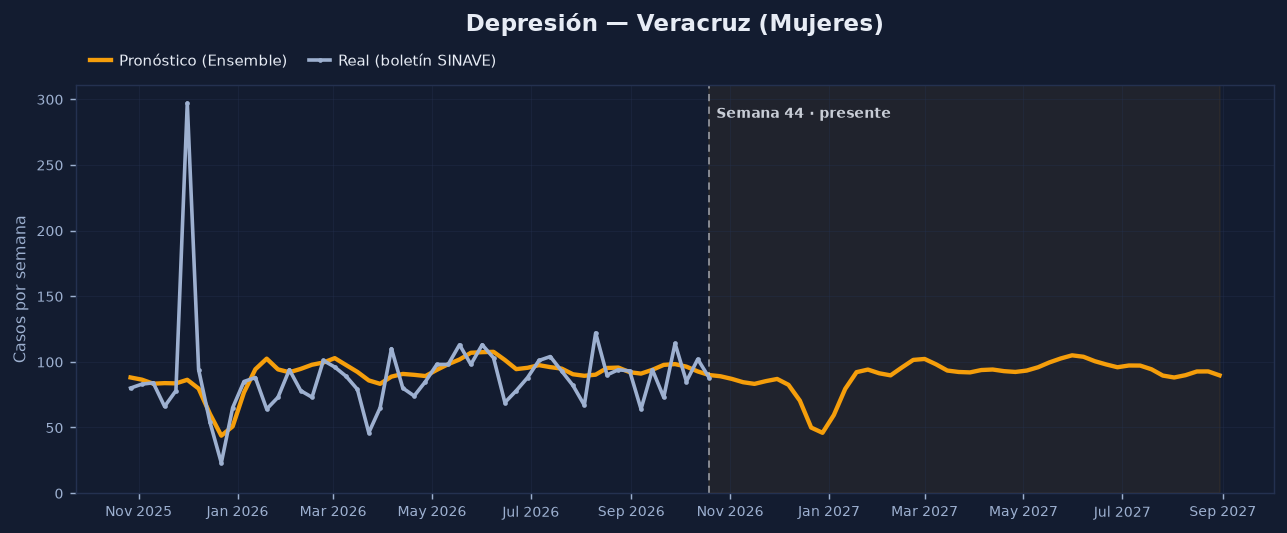 Depresión — Veracruz (Mujeres)
Pronóstico (Ensemble)
Real (boletín SINAVE)
Casos por semana
300
250
200
150
100
50
0
Semana 44 · presente
Nov 2025
Jan 2026
Mar 2026
May 2026
Jul 2026
Sep 2026
Nov 2026
Jan 2027
Mar 2027
May 2027
Jul 2027
Sep 2027